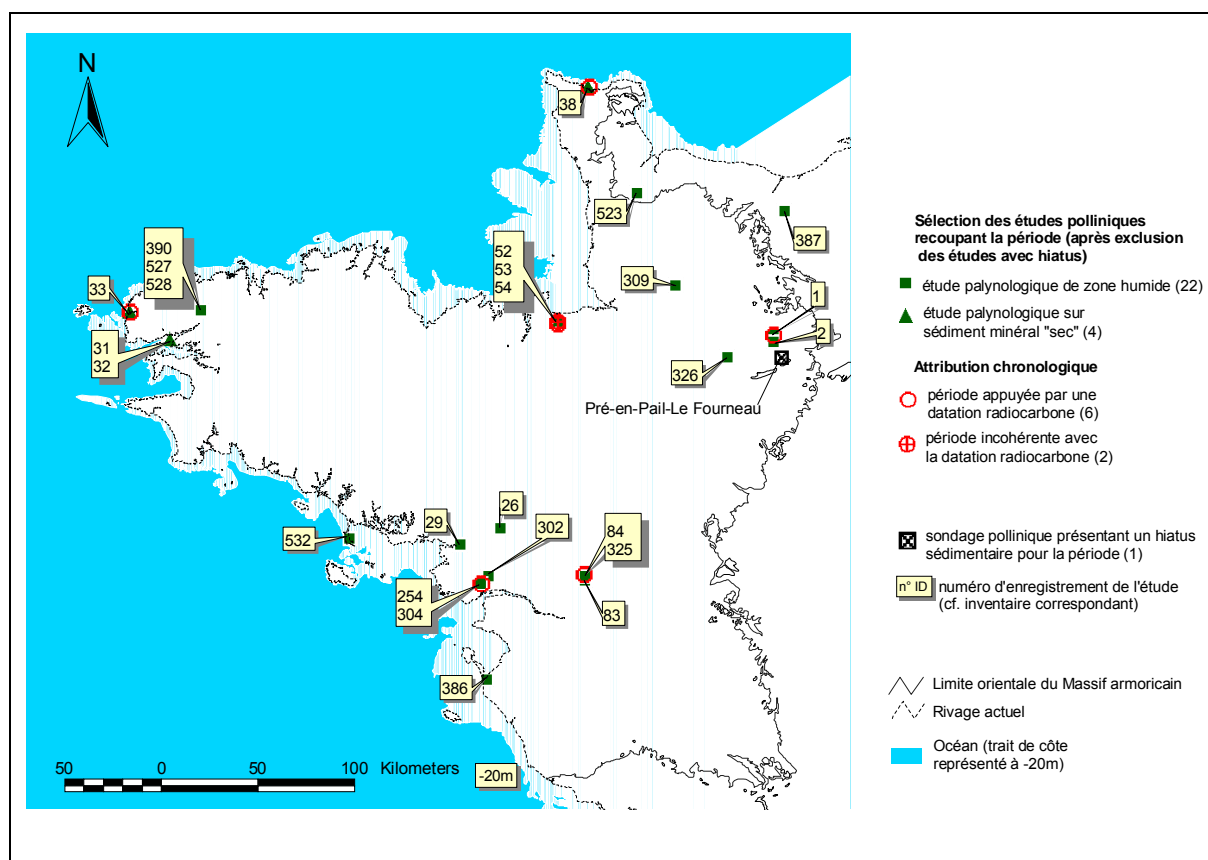 N
38
523
387
390
527
528
52
53
54
309
33
1
2
31
32
326
Pré-en-Pail-Le Fourneau
26
29
302
84
325
532
254
304
83
386
50 0 50 100 Kilometers
-20m
Sélection des études polliniques
recoupant la période (après exclusion
des études avec hiatus)
étude palynologique de zone humide (22)
étude palynologique sur
sédiment minéral "sec" (4)
Attribution chronologique
période appuyée par une
datation radiocarbone (6)
période incohérente avec
la datation radiocarbone (2)
sondage pollinique présentant un hiatus
sédimentaire pour la période (1)
n° ID numéro d'enregistrement de l'étude
(cf. inventaire correspondant)
Limite orientale du Massif armoricain
Rivage actuel
Océan (trait de côte
représenté à -20m)